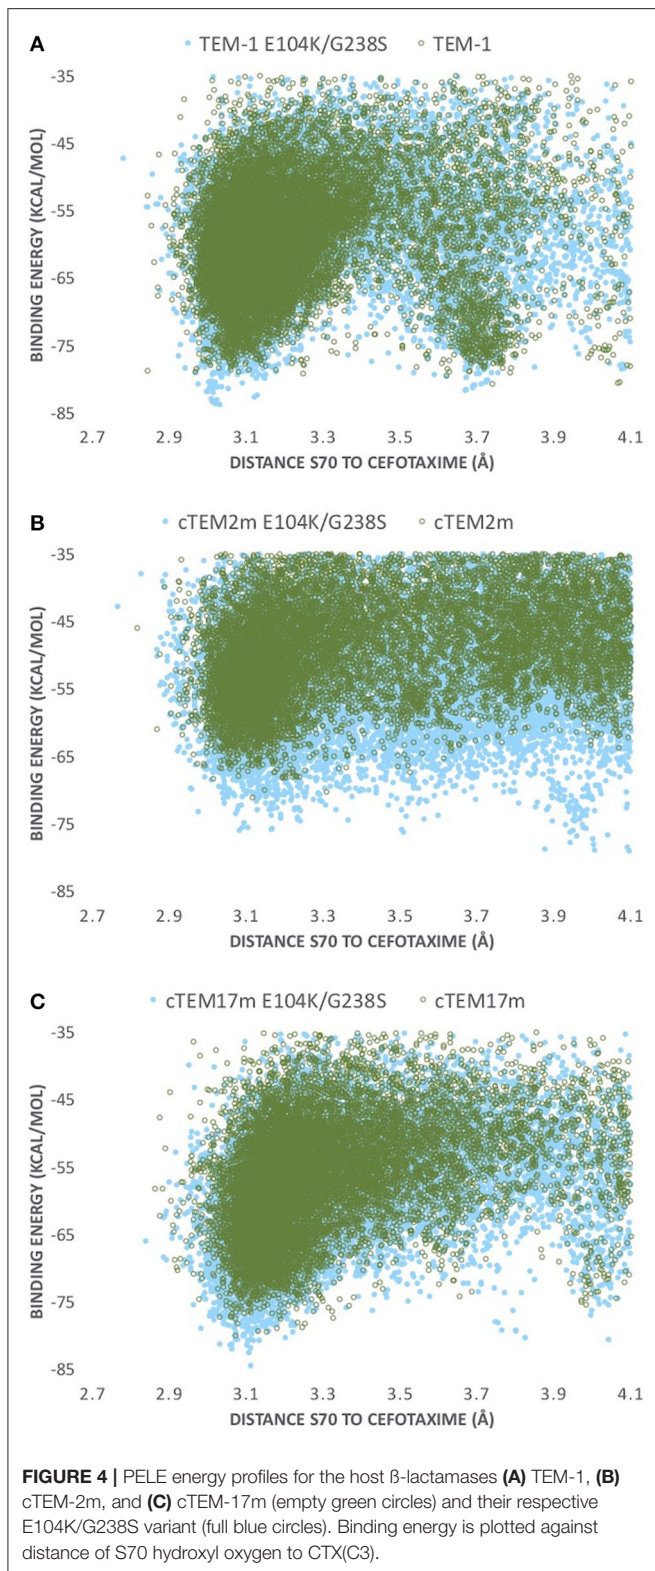 A
TEM-1 E104K/G238S TEM-1
-35
-45
-55
-65
-75
-85
BINDING ENERGY (KCAL/MOL)
2.7 2.9 3.1 3.3 3.5 3.7 3.9 4.1
DISTANCE S70 TO CEFOTAXIME (Å)
B
cTEM2m E104K/G238S cTEM2m
-35
-45
-55
-65
-75
-85
BINDING ENERGY (KCAL/MOL)
2.7 2.9 3.1 3.3 3.5 3.7 3.9 4.1
DISTANCE S70 TO CEFOTAXIME (Å)
C
cTEM17m E104K/G238S cTEM17m
-35
-45
-55
-65
-75
-85
BINDING ENERGY (KCAL/MOL)
2.7 2.9 3.1 3.3 3.5 3.7 3.9 4.1
DISTANCE S70 TO CEFOTAXIME (Å)
FIGURE 4 | PELE energy profiles for the host ß-lactamases (A) TEM-1, (B)
cTEM-2m, and (C) cTEM-17m (empty green circles) and their respective
E104K/G238S variant (full blue circles). Binding energy is plotted against
distance of S70 hydroxyl oxygen to CTX(C3).